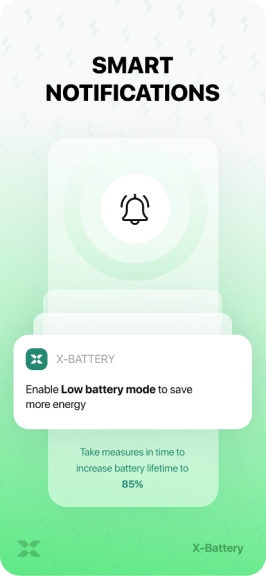 SMART
NOTIFICATIONS
X-BATTERY
Enable Low battery mode to save
more energy
Take measures in time to
increase battery lifetime to
85%
X-Battery